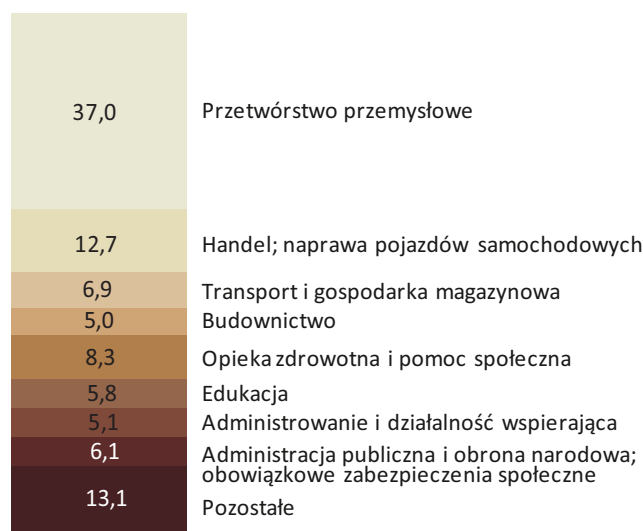 37,0 Przetwórstwo przemysłowe
12,7 Handel; naprawa pojazdów samochodowych
6,9 Transport i gospodarka magazynowa
5,0 Budownictwo
8,3 Opieka zdrowotna i pomoc społeczna
5,8 Edukacja
5,1 Administrowanie i działalność wspierająca
6,1 Administracja publiczna i obrona narodowa;
obowiązkowe zabezpieczenia społeczne
13,1 Pozostałe